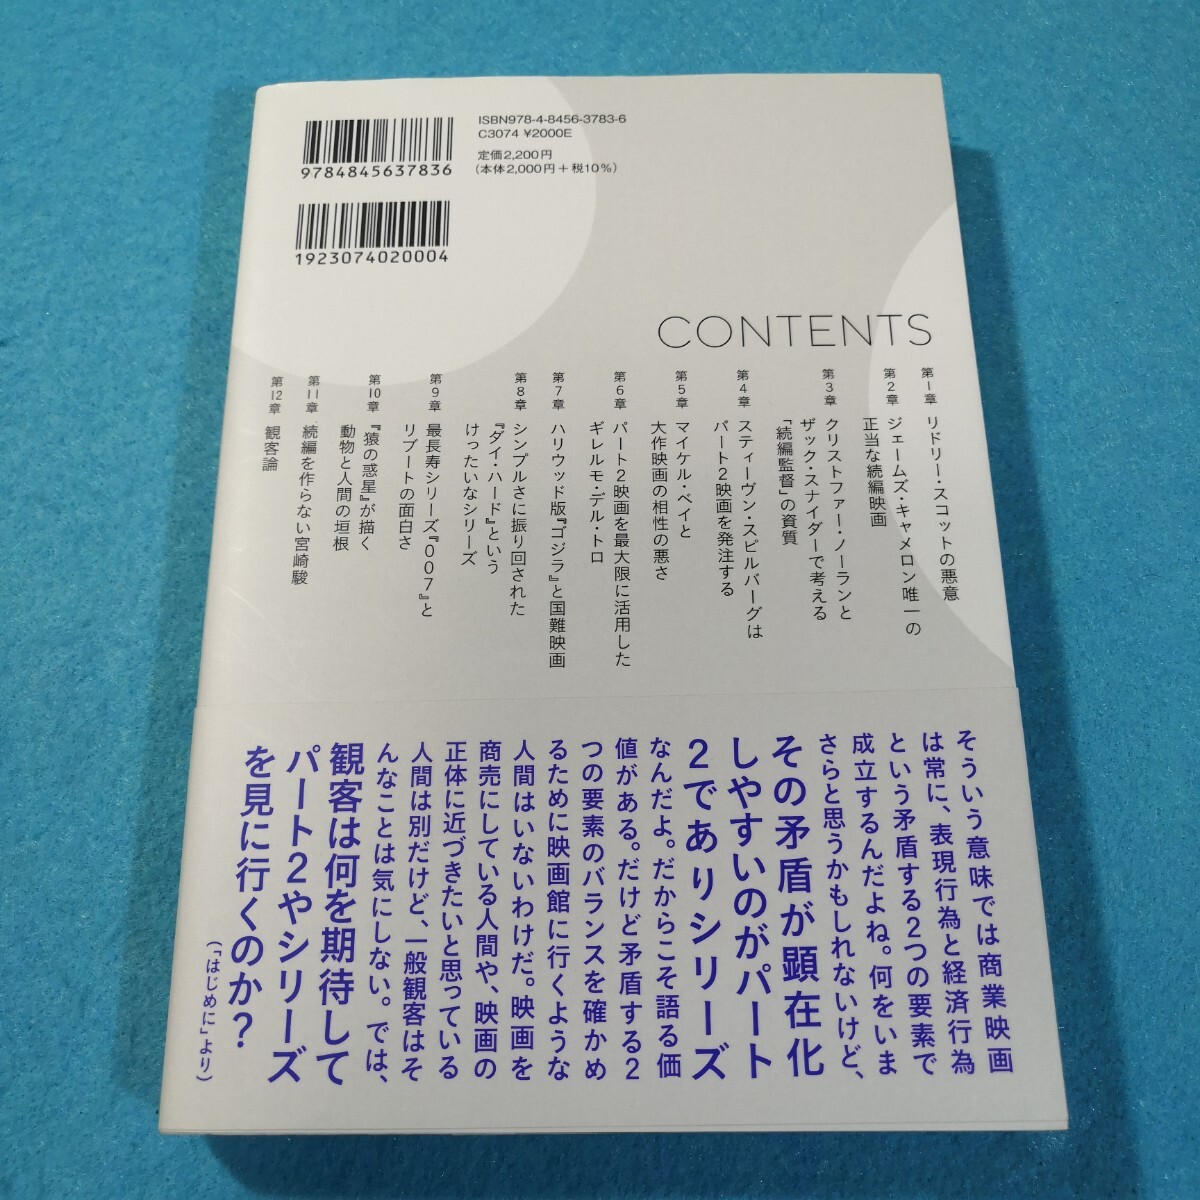 ISBN978-4-8456-3783-6
C3074 ¥2000E
定価2,200円
(本体2,000円+税10%)
9784845637836
1923074020004
CONTENTS
第1章 リドリー・スコットの悪意
第2章 ジェームズ・キャメロン唯一の
正当な続編映画
第3章 クリストファー・ノーランと
ザック・スナイダーで考える
「続編監督」の資質
第4章 スティーヴン・スピルバーグは
パート2映画を発注する
第5章 マイケル・ベイと
大作映画の相性の悪さ
第6章 パート2映画を最大限に活用した
ギレルモ・デル・トロ
第7章 ハリウッド版『ゴジラ』と国難映画
第8章 シンプルさに振り回された
『ダイ・ハード』という
けったいなシリーズ
第9章 最長寿シリーズ『007』と
リブートの面白さ
第10章 『猿の惑星』が描く
動物と人間の垣根
第11章 続編を作らない宮崎駿
第12章 観客論
そういう意味では商業映画
は常に、表現行為と経済行為
という矛盾する2つの要素で
成立するんだよね。何をいま
さらと思うかもしれないけど、
その矛盾が顕在化
しやすいのがパート
2でありシリーズ
なんだよ。だからこそ語る価
値がある。だけど矛盾する2
つの要素のバランスを確かめ
るために映画館に行くような
人間はいないわけだ。映画を
商売にしている人間や、映画の
正体に近づきたいと思っている
人間は別だけど、一般観客はそ
んなことは気にしない。では、
観客は何を期待して
パート2やシリーズ
を見に行くのか?
(「はじめに」より)